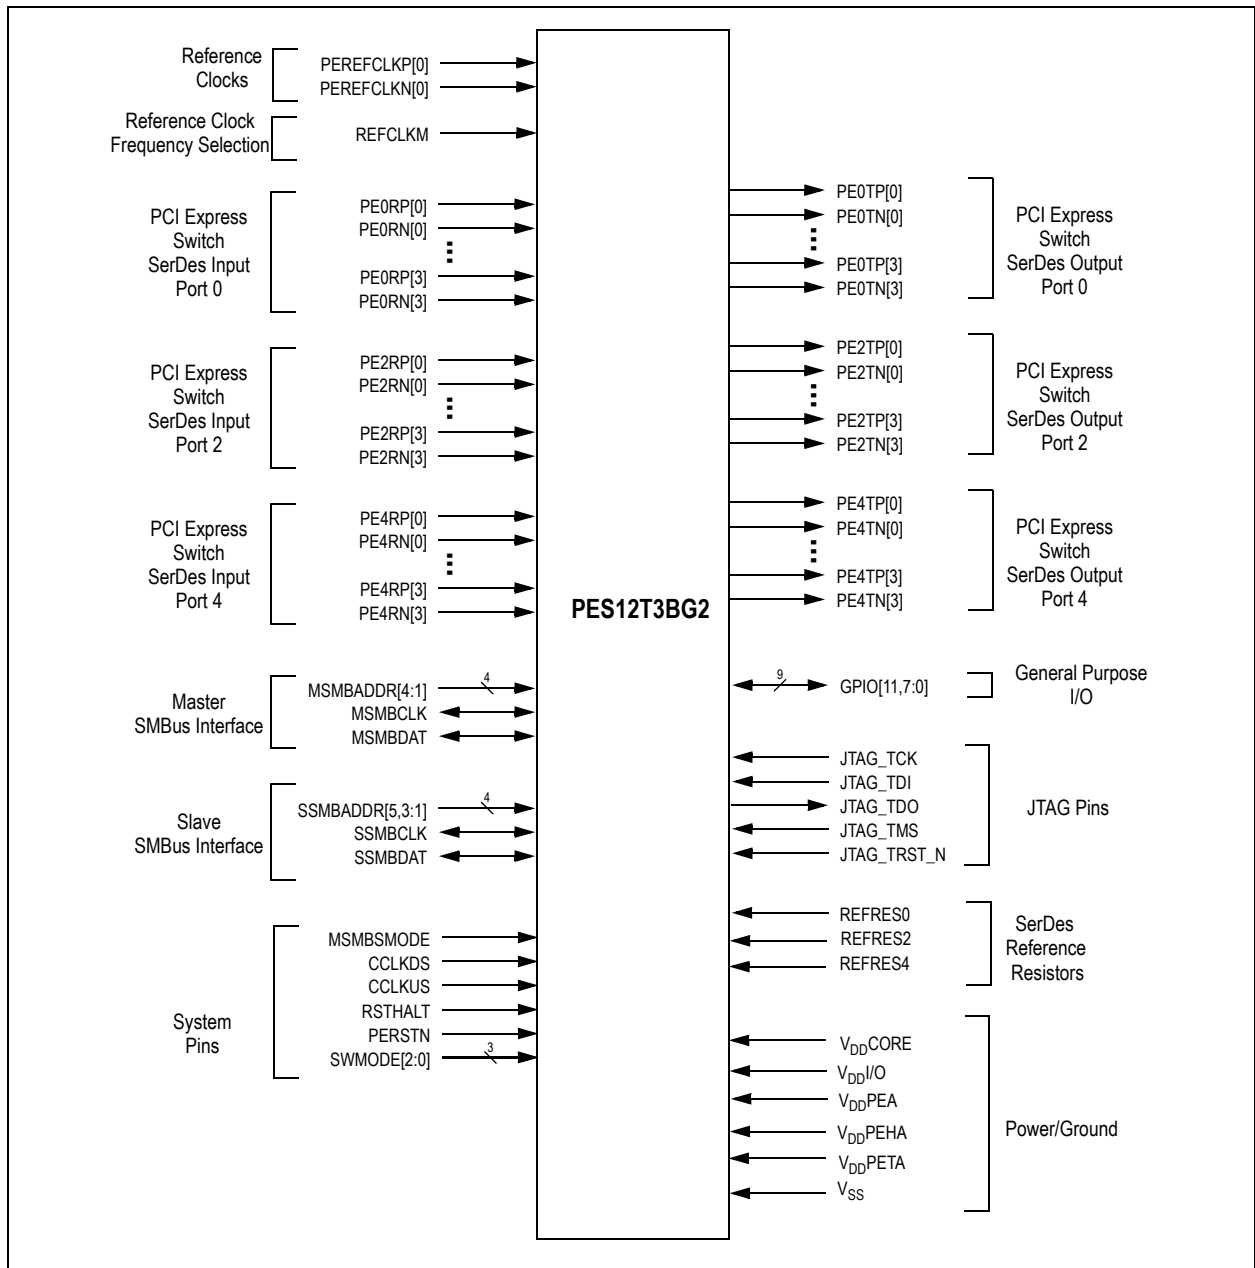 Reference
Clocks
PEREFCLKP[0]
PEREFCLKN[0]
Reference Clock
Frequency Selection
REFCLKM
PCI Express
Switch
SerDes Input
Port 0
PE0RP[0]
PE0RN[0]
PE0RP[3]
PE0RN[3]
PCI Express
Switch
SerDes Input
Port 2
PE2RP[0]
PE2RN[0]
PE2RP[3]
PE2RN[3]
PCI Express
Switch
SerDes Input
Port 4
PE4RP[0]
PE4RN[0]
PE4RP[3]
PE4RN[3]
Master
SMBus Interface
MSMBADDR[4:1]
4
MSMBCLK
MSMBDAT
Slave
SMBus Interface
SSMBADDR[5,3:1]
4
SSMBCLK
SSMBDAT
System
Pins
MSMBSMODE
CCLKDS
CCLKUS
RSTHALT
PERSTN
SWMODE[2:0]
3
PES12T3BG2
PE0TP[0]
PE0TN[0]
PE0TP[3]
PE0TN[3]
PCI Express
Switch
SerDes Output
Port 0
PE2TP[0]
PE2TN[0]
PE2TP[3]
PE2TN[3]
PCI Express
Switch
SerDes Output
Port 2
PE4TP[0]
PE4TN[0]
PE4TP[3]
PE4TN[3]
PCI Express
Switch
SerDes Output
Port 4
9
GPIO[11,7:0]
General Purpose
I/O
JTAG_TCK
JTAG_TDI
JTAG_TDO
JTAG_TMS
JTAG_TRST_N
JTAG Pins
REFRES0
REFRES2
REFRES4
SerDes
Reference
Resistors
VDDCORE
VDDI/O
VDDPEA
VDDPEHA
VDDPETA
VSS
Power/Ground